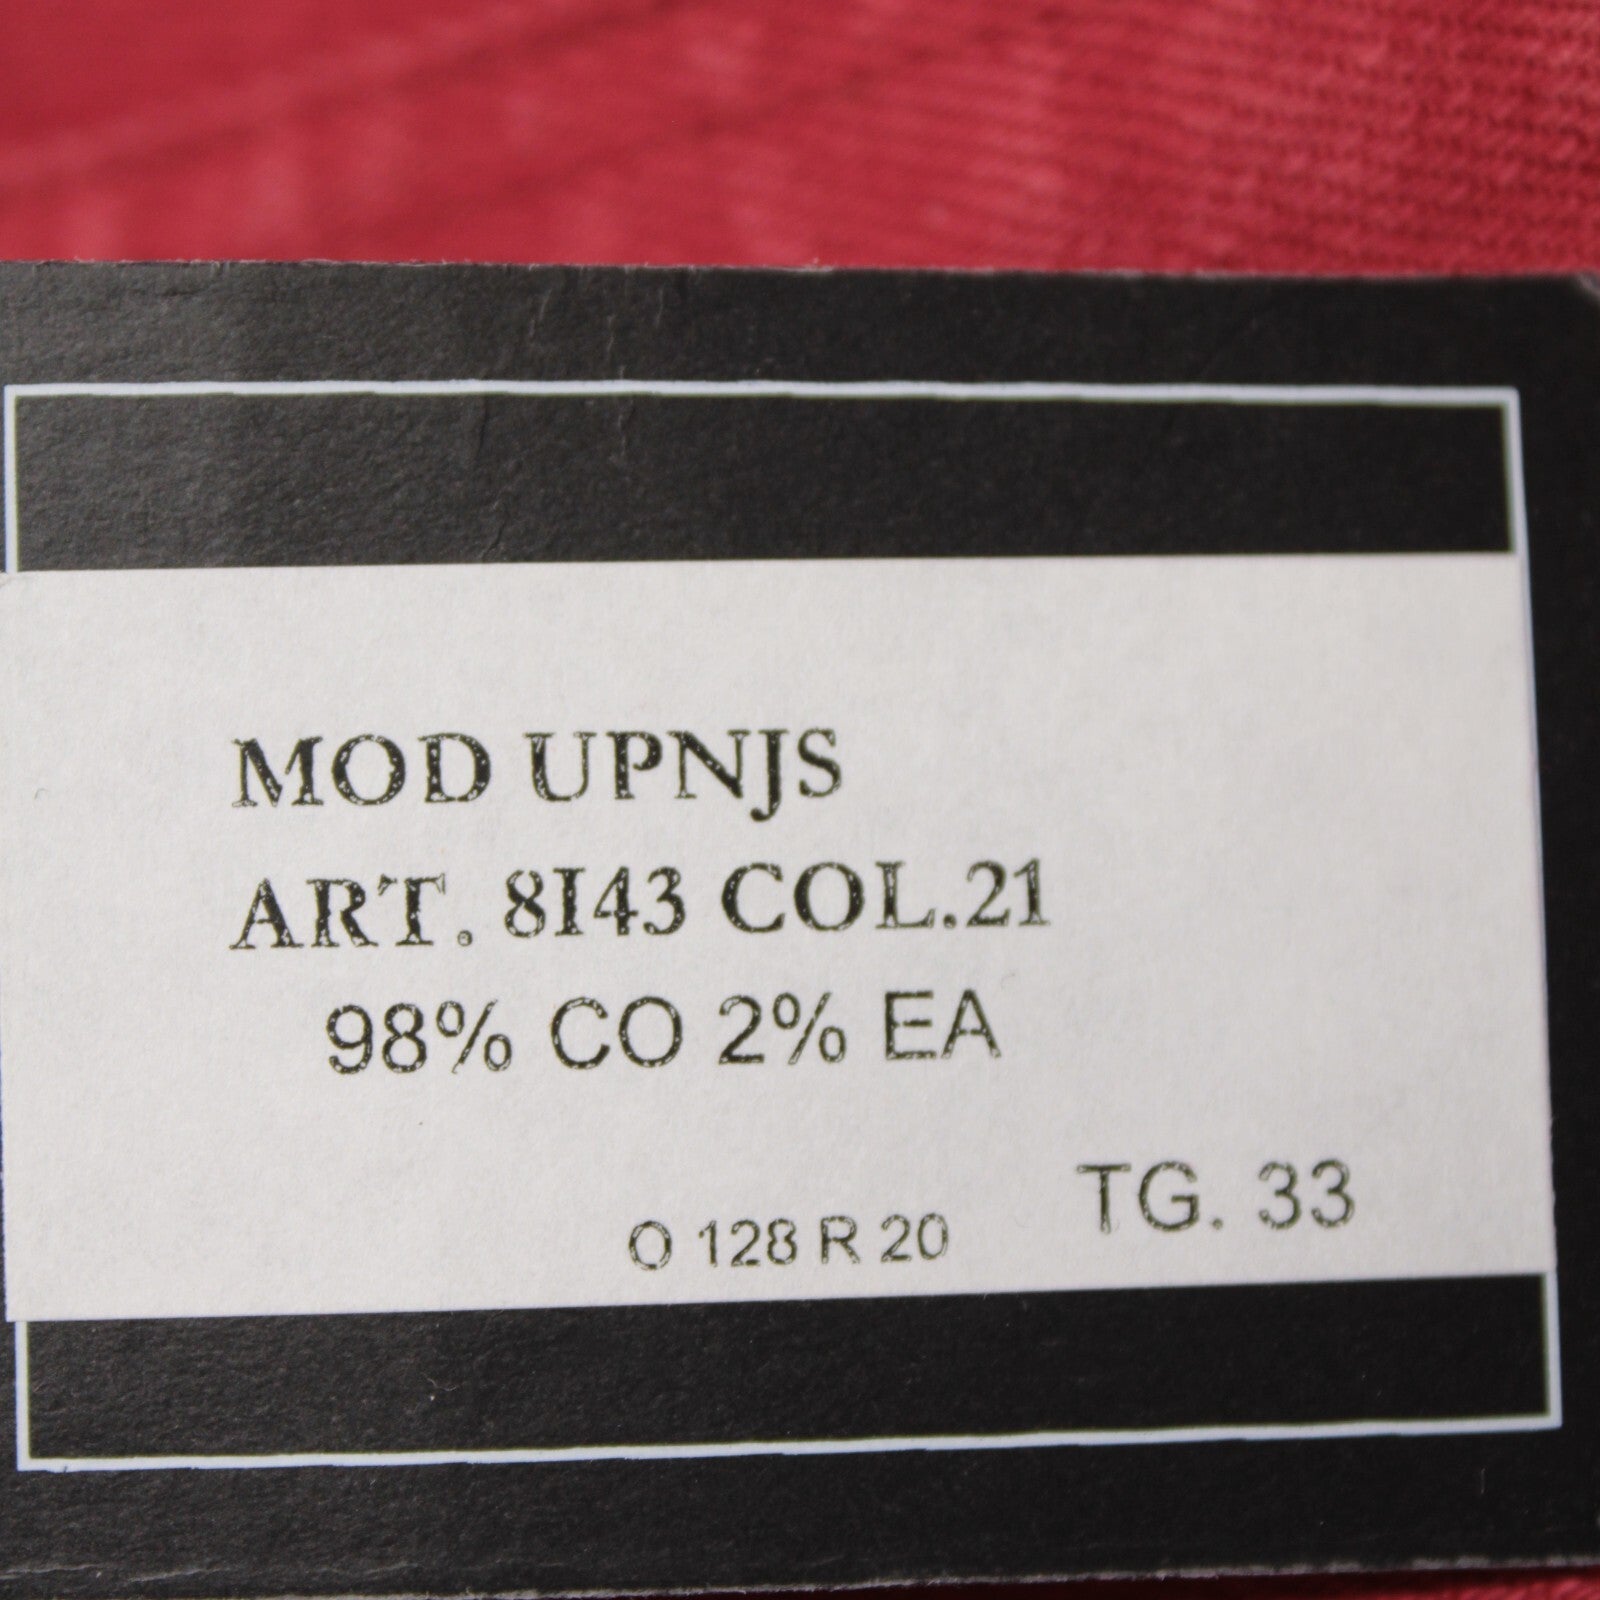 MOD UPNJS
ART. 8I43 COL.21
98% CO 2% EA
TG. 33
O 128 R 20